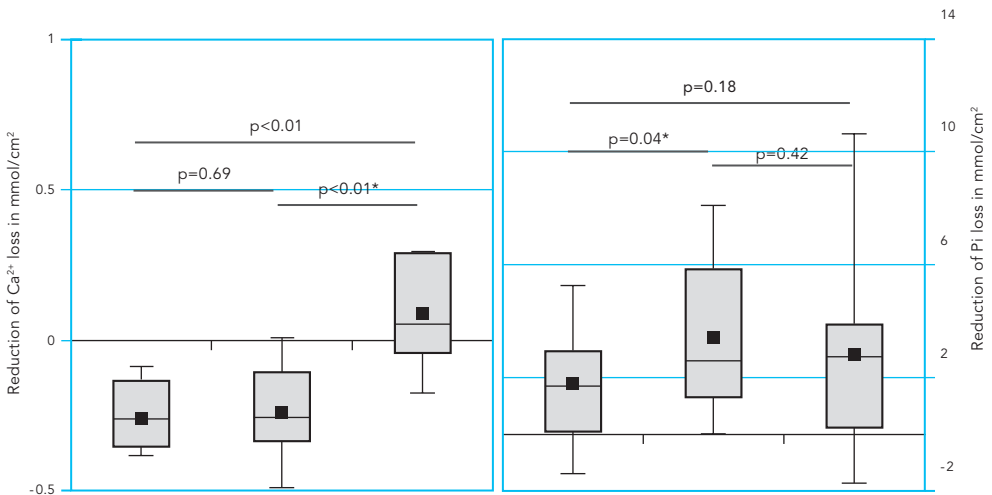 14
1
p=0.18
p<0.01
10
p=0.04*
p=0.42
p=0.69
p<0.01*
0.5
6
0
2
-2
-0.5
Reduction of Ca²⁺ loss in mmol/cm²
Reduction of Pi loss in mmol/cm²